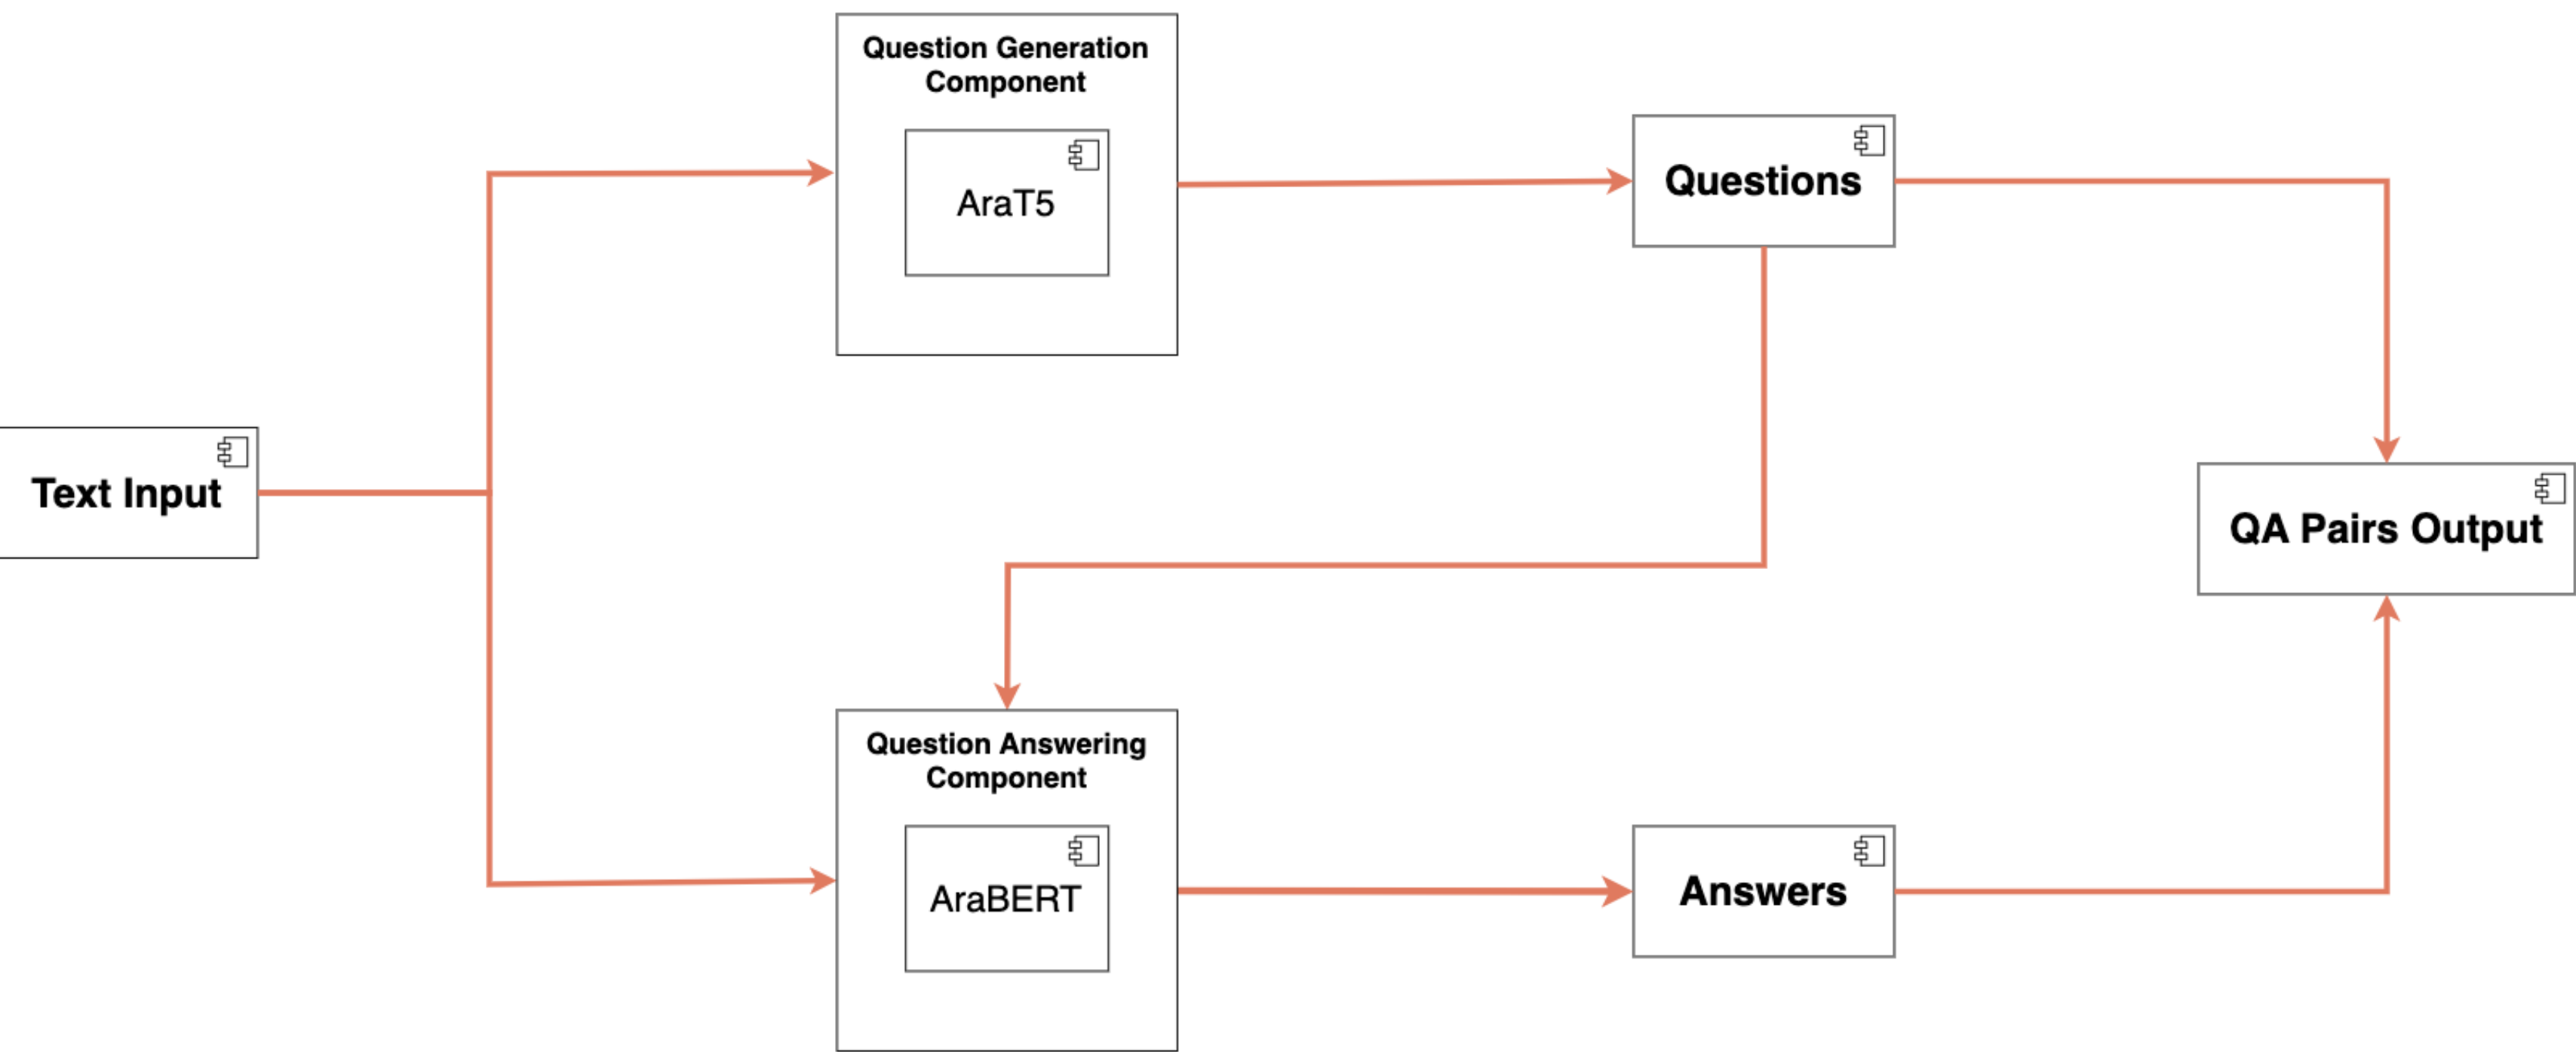 Question Generation
Component
AraT5
Questions
Text Input
QA Pairs Output
Question Answering
Component
AraBERT
Answers